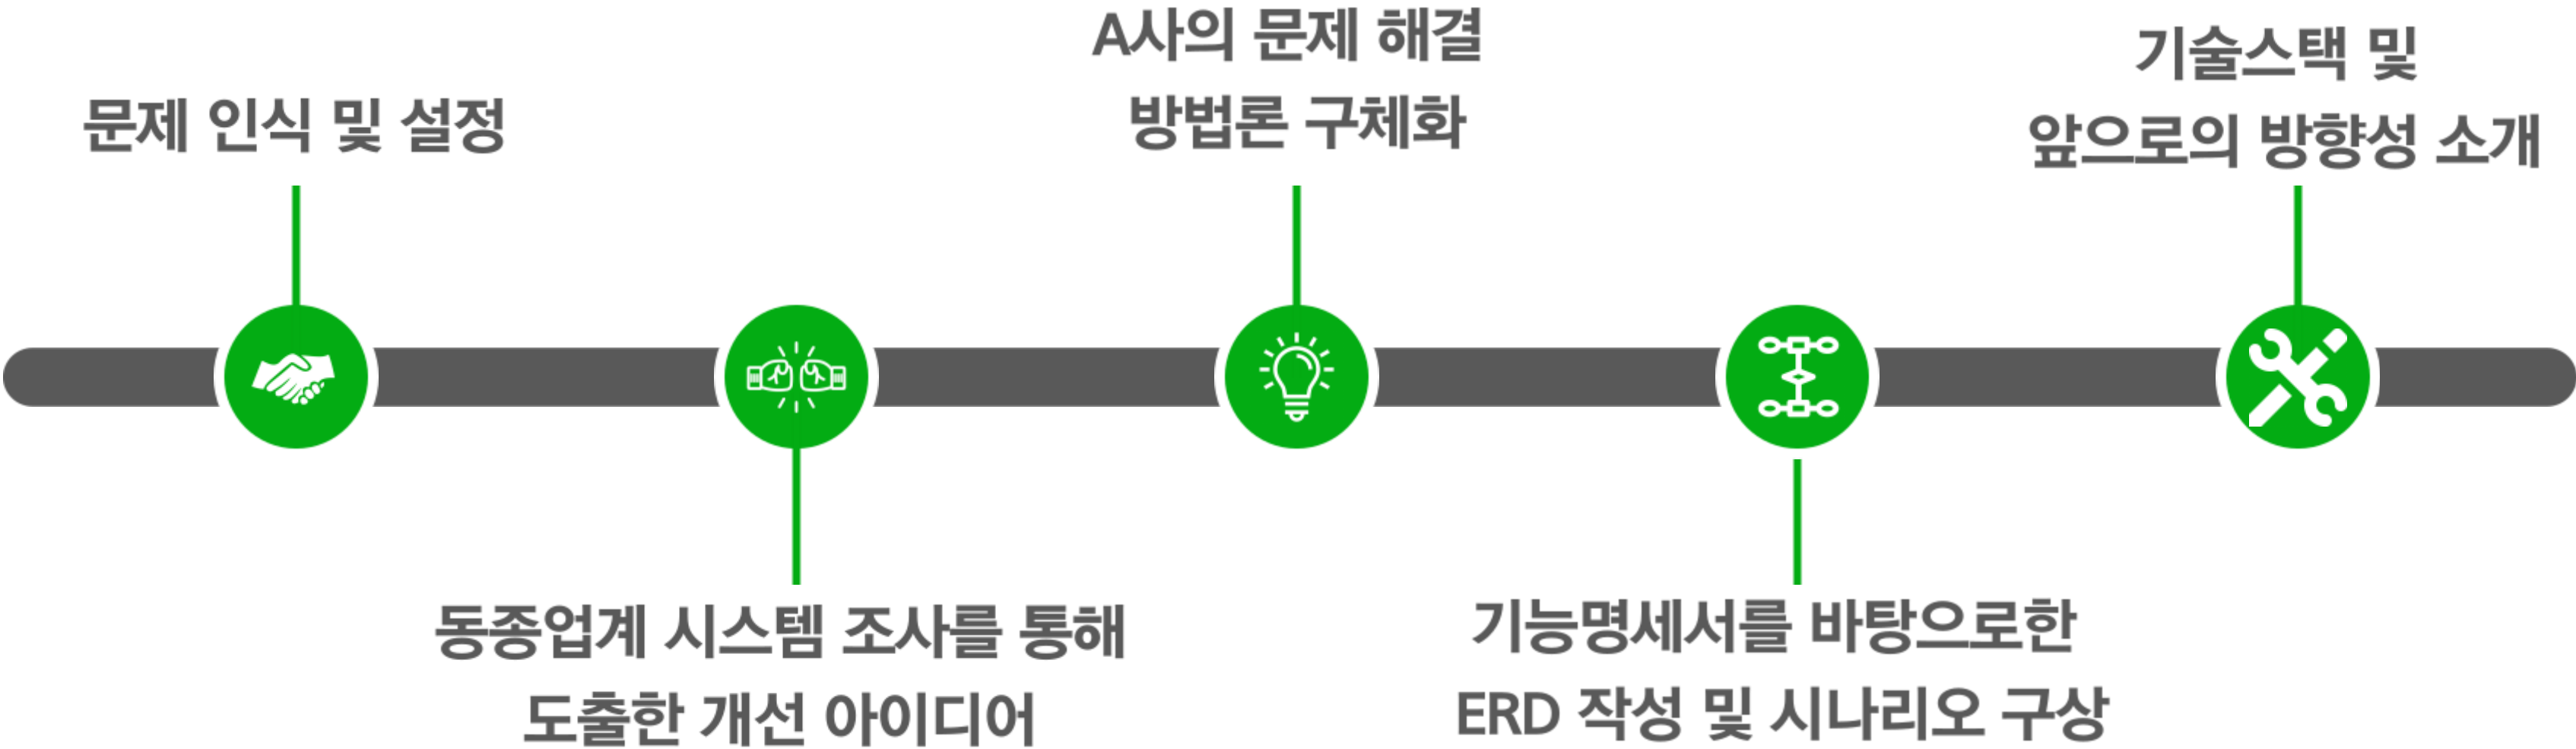 문제 인식 및 설정
동종업계 시스템 조사를 통해
도출한 개선 아이디어
A사의 문제 해결
방법론 구체화
기능명세서를 바탕으로한
ERD 작성 및 시나리오 구상
기술스택 및
앞으로의 방향성 소개